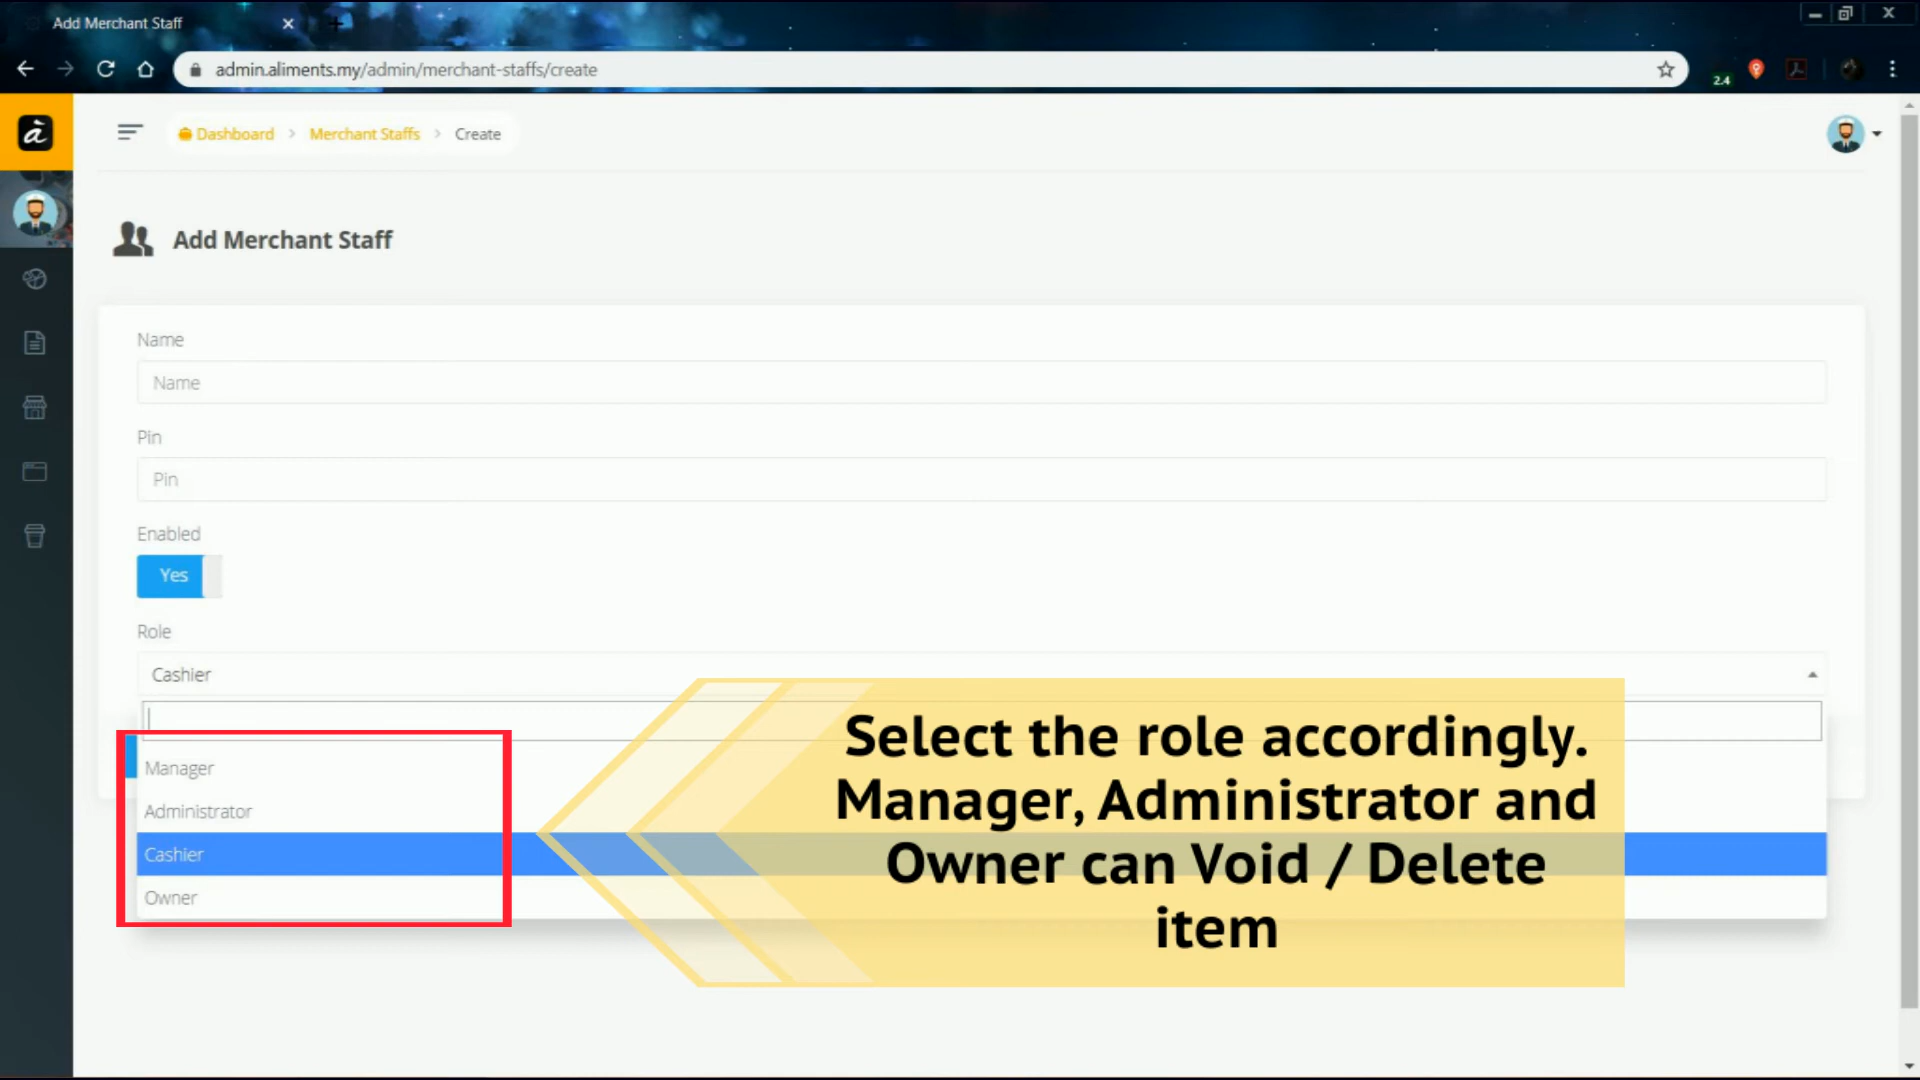 Add Merchant Staff
admin.aliments.my/admin/merchant-staffs/create
2.4
à
Dashboard > Merchant Staffs > Create
Add Merchant Staff
Name
Name
Pin
Pin
Enabled
Yes
Role
Cashier
Manager
Administrator
Cashier
Owner
Select the role accordingly.
Manager, Administrator and
Owner can Void / Delete
item